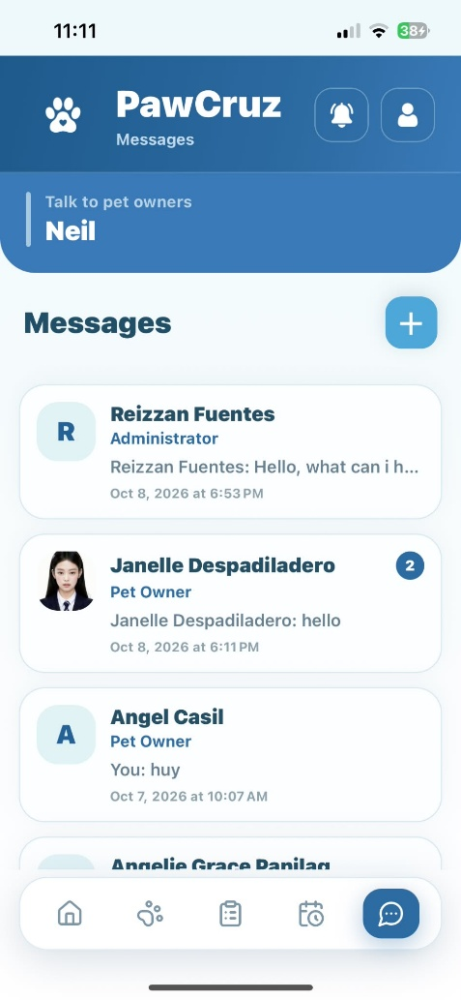 11:11
38
PawCruz
Messages
Talk to pet owners
Neil
Messages
R
Reizzan Fuentes
Administrator
Reizzan Fuentes: Hello, what can i h...
Oct 8, 2026 at 6:53 PM
Janelle Despadiladero
2
Pet Owner
Janelle Despadiladero: hello
Oct 8, 2026 at 6:11 PM
A
Angel Casil
Pet Owner
You: huy
Oct 7, 2026 at 10:07 AM
Angelie Grace Panilag